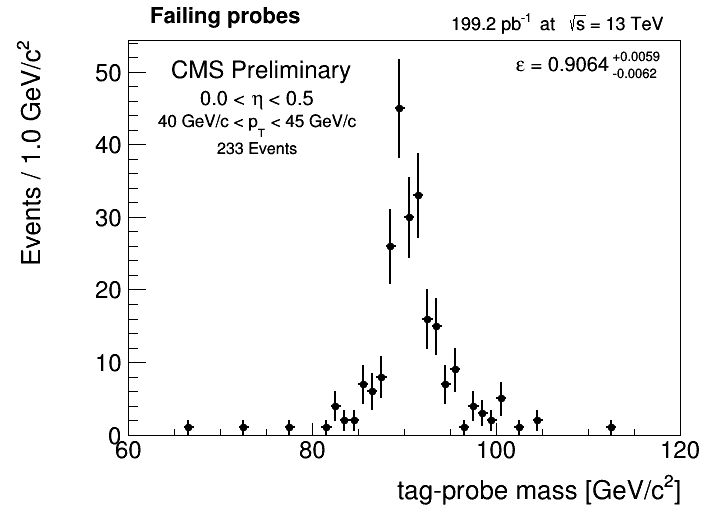 Failing probes
199.2 pb⁻¹ at √s = 13 TeV
CMS Preliminary
0.0 < η < 0.5
40 GeV/c < p_T < 45 GeV/c
233 Events
ε = 0.9064 +0.0059 -0.0062
Events / 1.0 GeV/c²
50
40
30
20
10
0
60 80 100 120
tag-probe mass [GeV/c²]